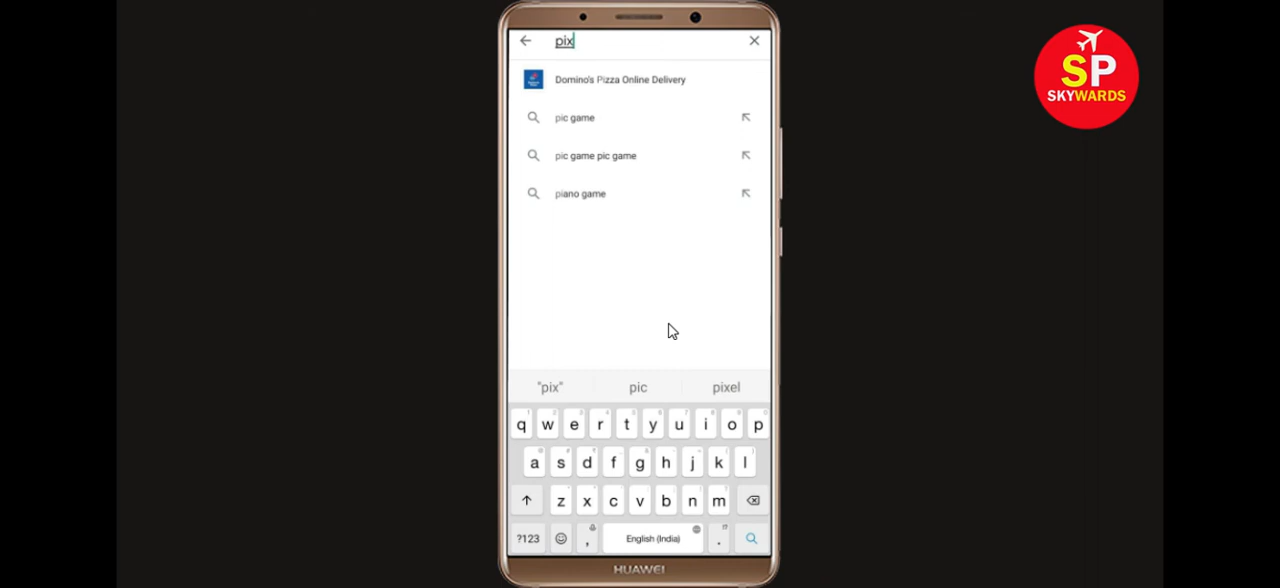 pix
SP
SKYWARDS
Domino's Pizza Online Delivery
pic game
pic game pic game
piano game
"pix" pic pixel
q w e r t y u i o p
a s d f g h j k l
z x c v b n m
?123 , English (India) .
HUAWEI